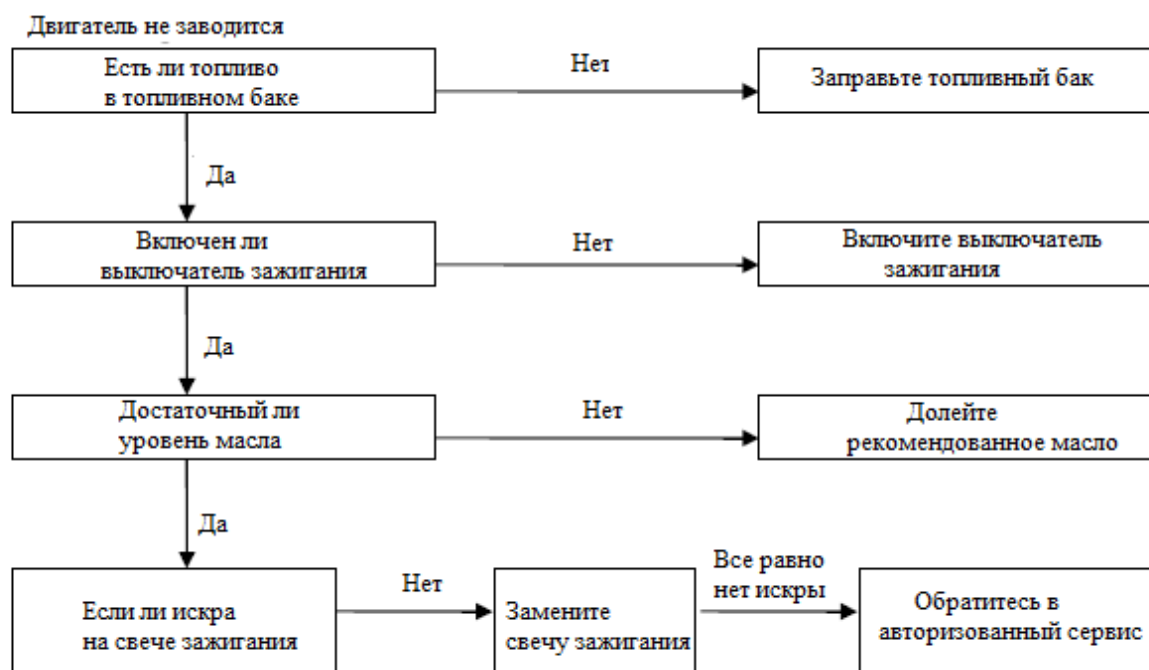 Двигатель не заводится
Есть ли топливо
в топливном баке
Нет
Заправьте топливный бак
Да
Включен ли
выключатель зажигания
Нет
Включите выключатель
зажигания
Да
Достаточный ли
уровень масла
Нет
Долейте
рекомендованное масло
Да
Если ли искра
на свече зажигания
Нет
Замените
свечу зажигания
Все равно
нет искры
Обратитесь в
авторизованный сервис